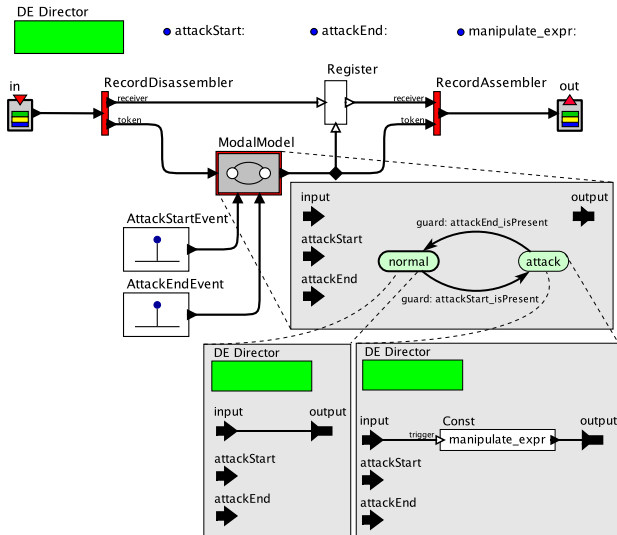 DE Director
attackStart:
attackEnd:
manipulate_expr:
in
RecordDisassembler
Register
RecordAssembler
out
receiver
receiver
token
token
ModalModel
AttackStartEvent
AttackEndEvent
input
output
attackStart
attackEnd
guard: attackEnd_isPresent
normal
attack
guard: attackStart_isPresent
DE Director
input
output
attackStart
attackEnd
DE Director
input
Const
output
trigger
manipulate_expr
attackStart
attackEnd